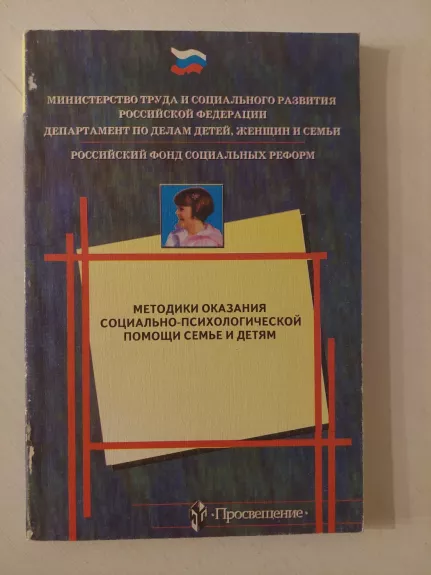 МИНИСТЕРСТВО ТРУДА И СОЦИАЛЬНОГО РАЗВИТИЯ
РОССИЙСКОЙ ФЕДЕРАЦИИ
ДЕПАРТАМЕНТ ПО ДЕЛАМ ДЕТЕЙ, ЖЕНЩИН И СЕМЬИ
РОССИЙСКИЙ ФОНД СОЦИАЛЬНЫХ РЕФОРМ
МЕТОДИКИ ОКАЗАНИЯ
СОЦИАЛЬНО-ПСИХОЛОГИЧЕСКОЙ
ПОМОЩИ СЕМЬЕ И ДЕТЯМ
·Просвещение·